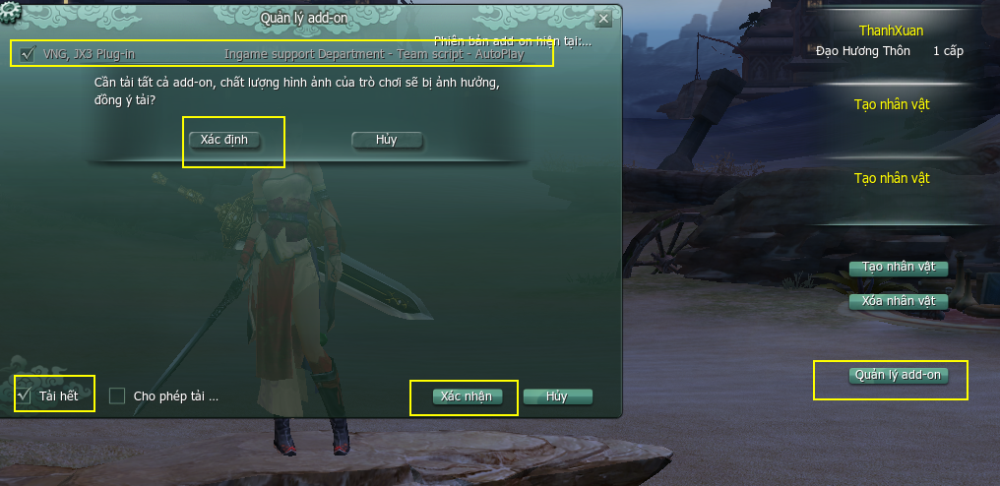 Quản lý add-on
Phiên bản add-on hiện tại:...
VNG, JX3 Plug-in Ingame support Department - Team script - AutoPlay
Cần tải tất cả add-on, chất lượng hình ảnh của trò chơi sẽ bị ảnh hưởng,
đồng ý tải?
Xác định Hủy
Tải hết Cho phép tải ... Xác nhận Hủy
ThanhXuan
Đạo Hương Thôn 1 cấp
Tạo nhân vật
Tạo nhân vật
Tạo nhân vật
Xóa nhân vật
Quản lý add-on